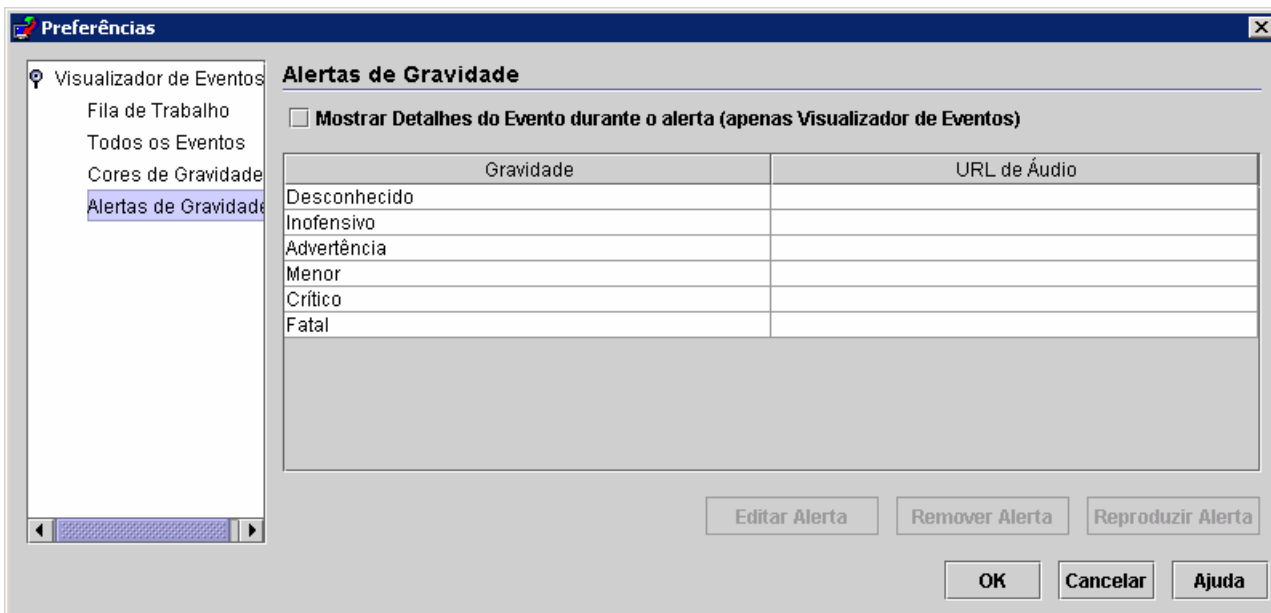 Preferências
Visualizador de Eventos
Fila de Trabalho
Todos os Eventos
Cores de Gravidade
Alertas de Gravidade
Alertas de Gravidade
Mostrar Detalhes do Evento durante o alerta (apenas Visualizador de Eventos)
Gravidade URL de Áudio
Desconhecido
Inofensivo
Advertência
Menor
Crítico
Fatal
Editar Alerta Remover Alerta Reproduzir Alerta
OK Cancelar Ajuda